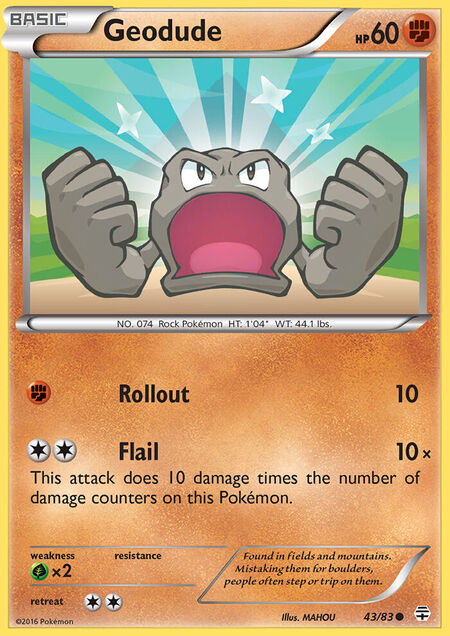 BASIC
Geodude HP60
NO. 074 Rock Pokémon HT: 1'04" WT: 44.1 lbs.
Rollout 10
Flail 10×
This attack does 10 damage times the number of
damage counters on this Pokémon.
weakness resistance
×2
Found in fields and mountains.
Mistaking them for boulders,
people often step or trip on them.
retreat
©2016 Pokémon
Illus. MAHOU 43/83